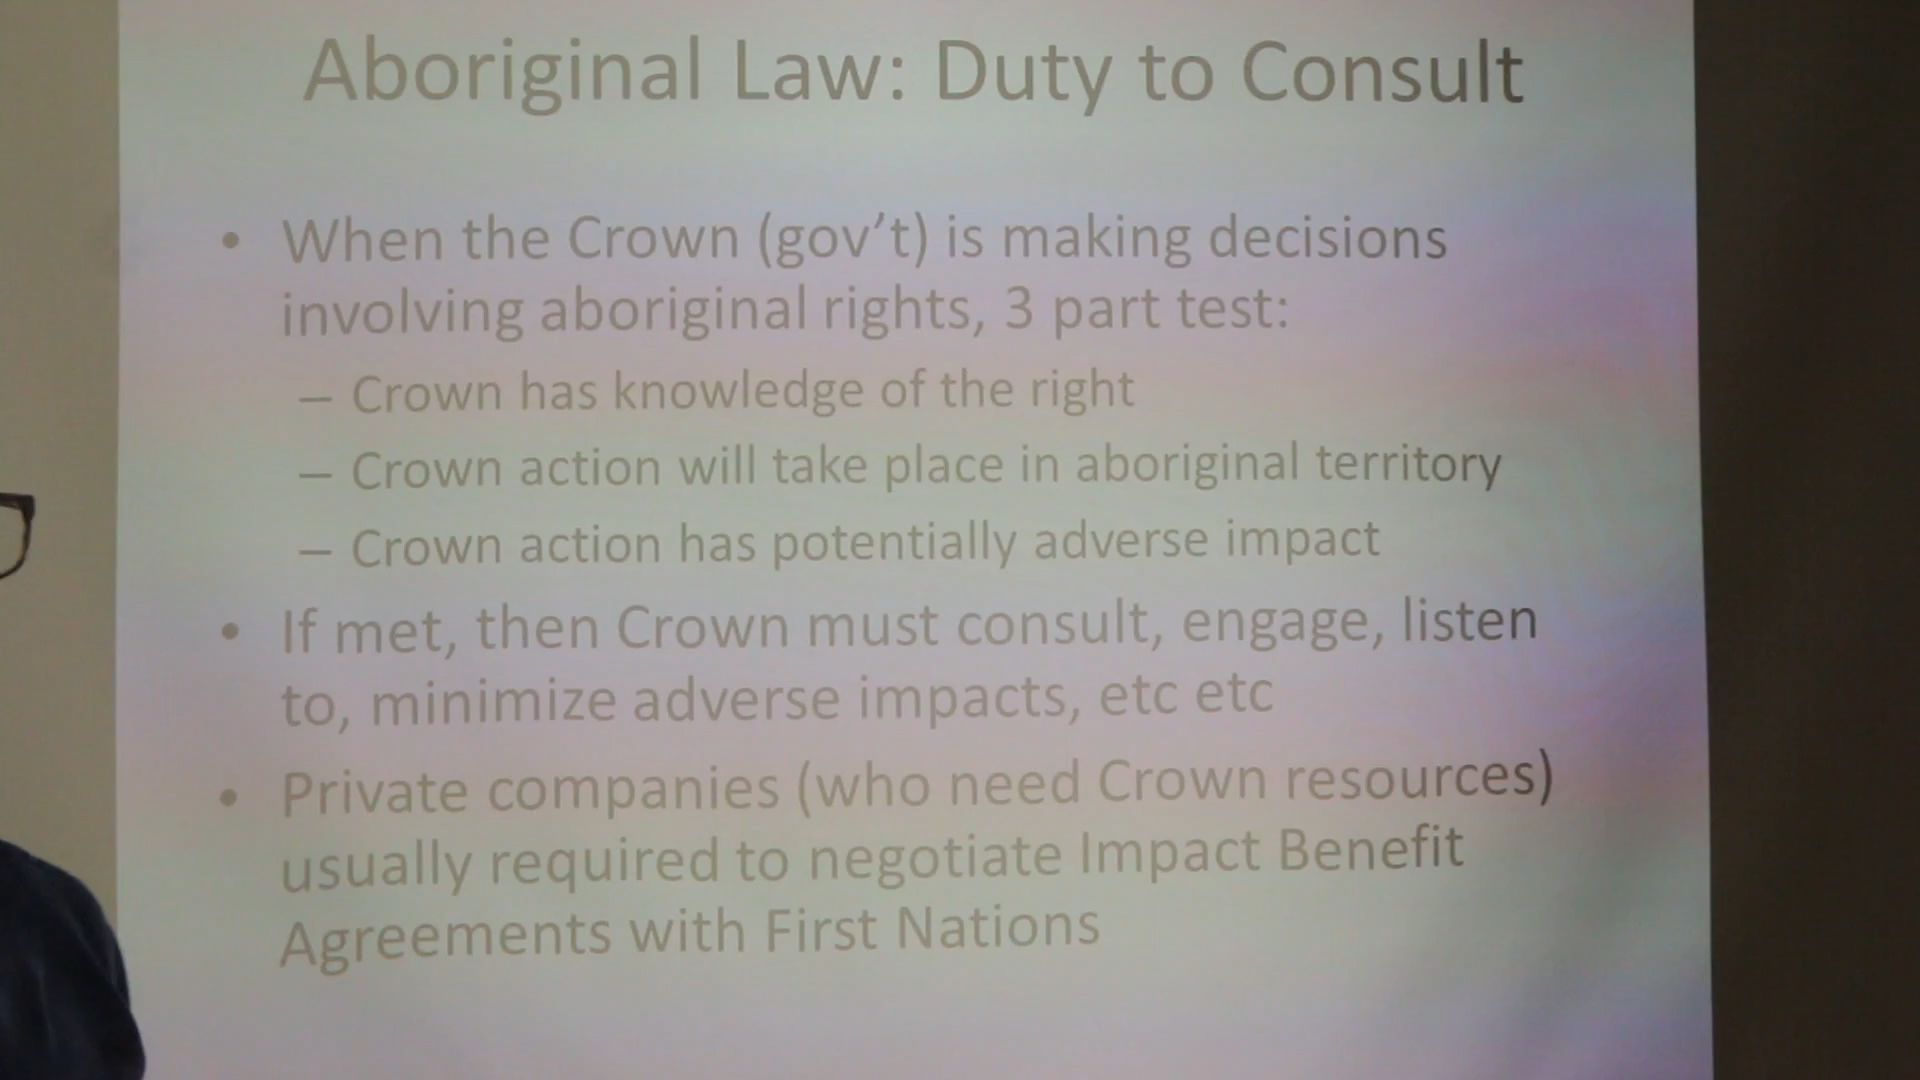 Aboriginal Law: Duty to Consult
• When the Crown (gov't) is making decisions
involving aboriginal rights, 3 part test:
– Crown has knowledge of the right
– Crown action will take place in aboriginal territory
– Crown action has potentially adverse impact
• If met, then Crown must consult, engage, listen
to, minimize adverse impacts, etc etc
• Private companies (who need Crown resources)
usually required to negotiate Impact Benefit
Agreements with First Nations